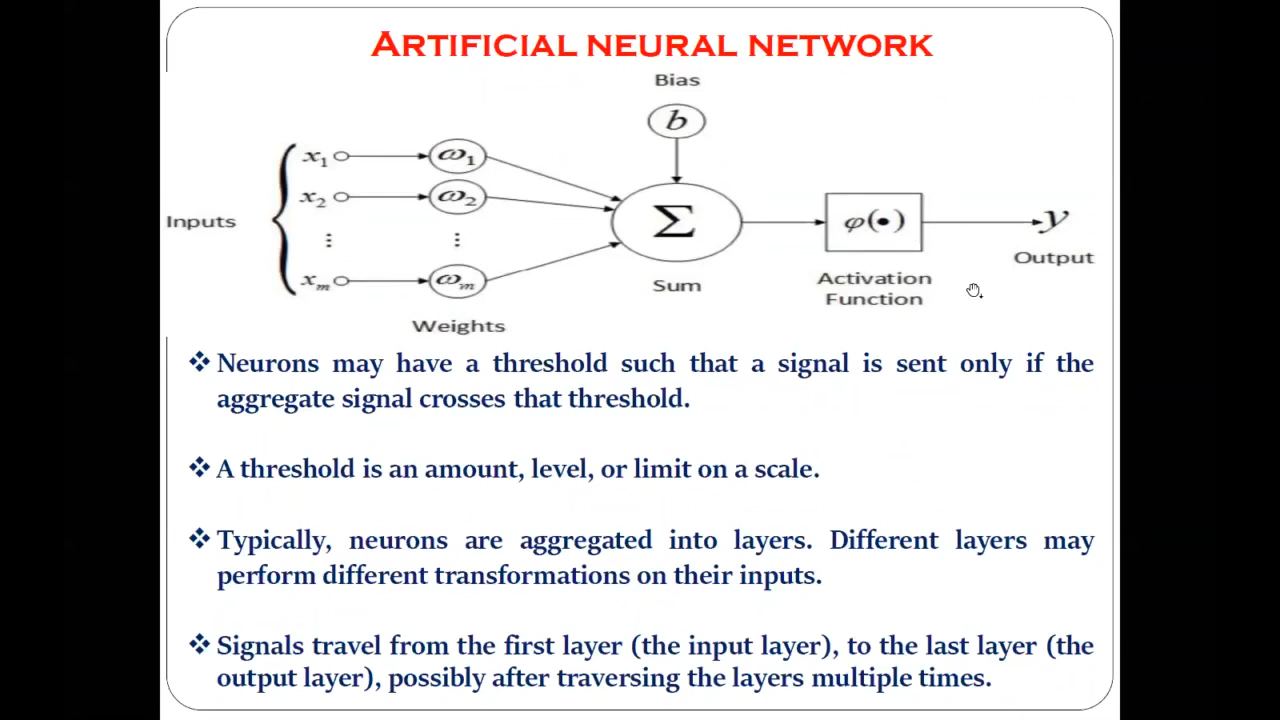 ARTIFICIAL NEURAL NETWORK
Bias
b
x1 ω1
x2 ω2
Inputs ⋮ ⋮ Σ φ(•) y
xm ωm
Output
Sum
Activation
Function
Weights
❖ Neurons may have a threshold such that a signal is sent only if the
aggregate signal crosses that threshold.
❖ A threshold is an amount, level, or limit on a scale.
❖ Typically, neurons are aggregated into layers. Different layers may
perform different transformations on their inputs.
❖ Signals travel from the first layer (the input layer), to the last layer (the
output layer), possibly after traversing the layers multiple times.